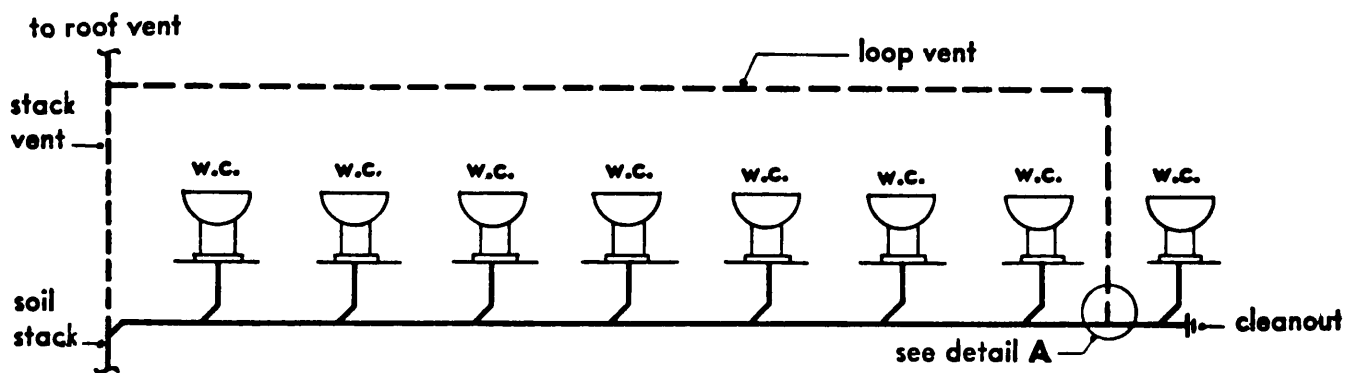 to roof vent
loop vent
stack
vent
w.c. w.c. w.c. w.c. w.c. w.c. w.c. w.c.
soil
stack
cleanout
see detail A